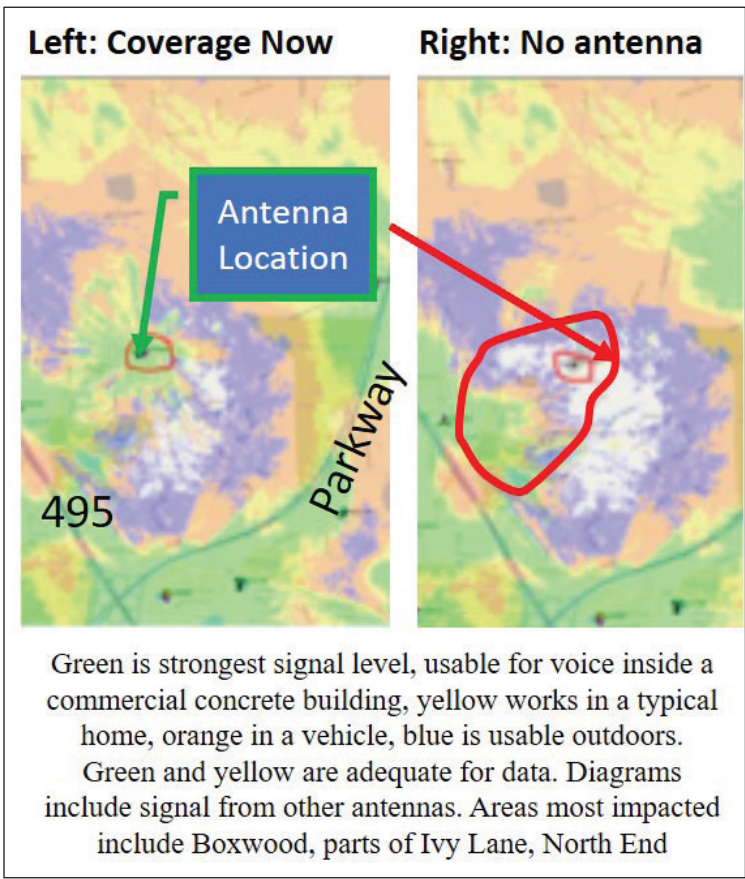 Left: Coverage Now
Right: No antenna
Antenna
Location
Parkway
495
Green is strongest signal level, usable for voice inside a
commercial concrete building, yellow works in a typical
home, orange in a vehicle, blue is usable outdoors.
Green and yellow are adequate for data. Diagrams
include signal from other antennas. Areas most impacted
include Boxwood, parts of Ivy Lane, North End